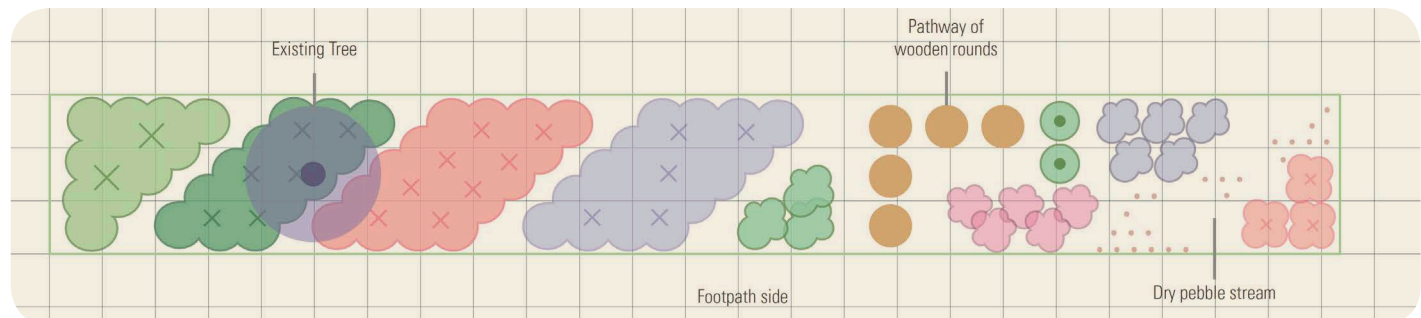 Existing Tree
Pathway of
wooden rounds
Footpath side
Dry pebble stream